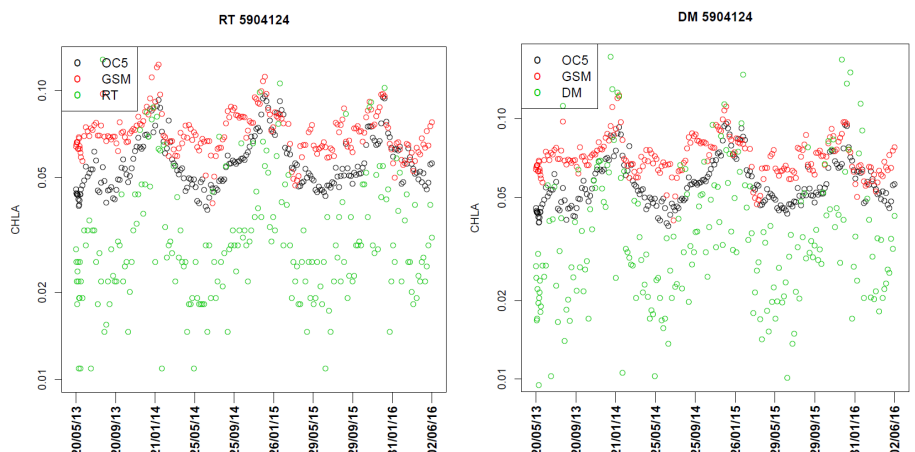 RT 5904124
OC5
GSM
RT
CHLA
0.10
0.05
0.02
0.01
20/05/13
20/09/13
21/01/14
25/05/14
25/09/14
26/01/15
29/05/15
29/09/15
31/01/16
02/06/16
DM 5904124
OC5
GSM
DM
CHLA
0.10
0.05
0.02
0.01
20/05/13
20/09/13
21/01/14
25/05/14
25/09/14
26/01/15
29/05/15
29/09/15
31/01/16
02/06/16